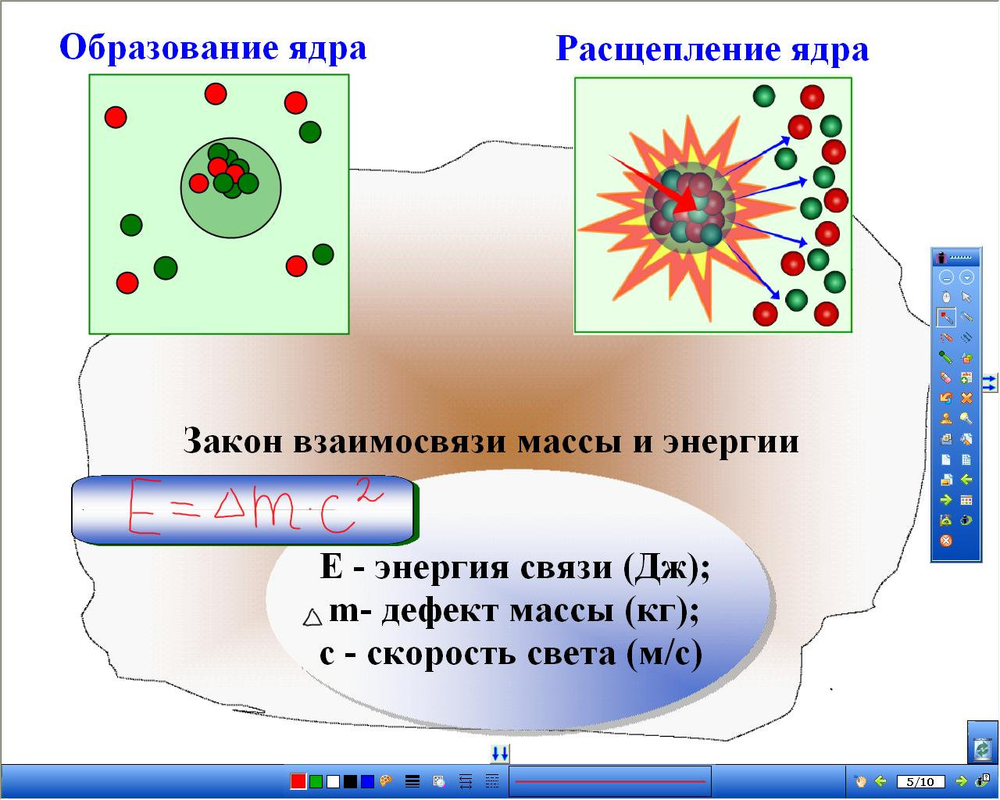 Образование ядра
Расщепление ядра
Закон взаимосвязи массы и энергии
E = Δm·c²
E - энергия связи (Дж);
△ m- дефект массы (кг);
с - скорость света (м/с)
5/10